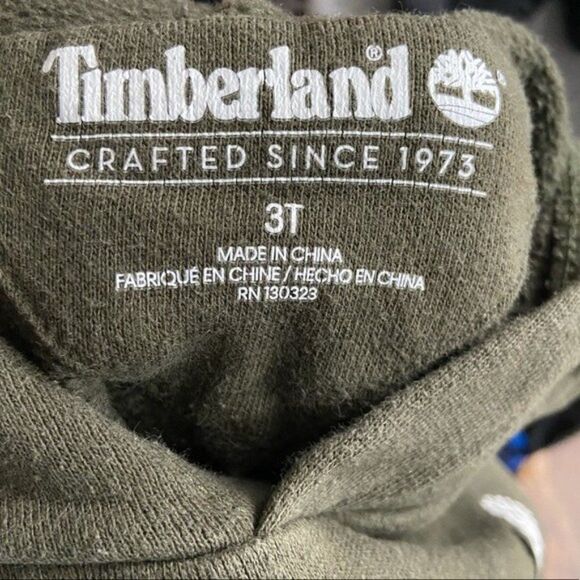 Timberland®
CRAFTED SINCE 1973
3T
MADE IN CHINA
FABRIQUÉ EN CHINE / HECHO EN CHINA
RN 130323